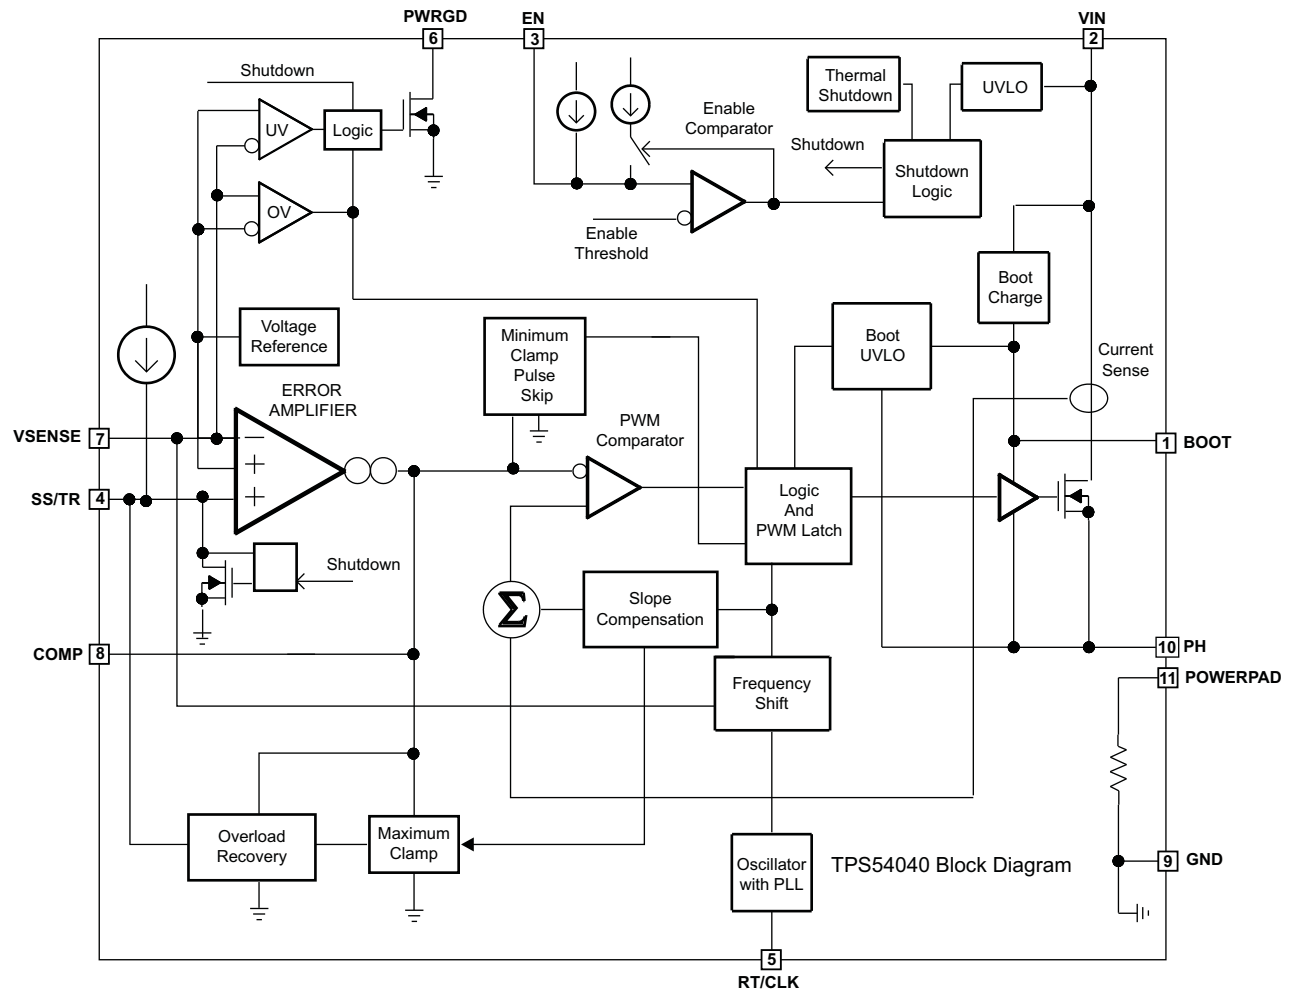 PWRGD
EN
VIN
6
3
2
Shutdown
Thermal
Shutdown
UVLO
Enable
Comparator
UV
Logic
Shutdown
Shutdown
Logic
OV
Enable
Threshold
Boot
Charge
Voltage
Reference
Minimum
Clamp
Pulse
Skip
Boot
UVLO
Current
Sense
ERROR
AMPLIFIER
PWM
Comparator
VSENSE
7
−
+
+
1
BOOT
SS/TR
4
Logic
And
PWM Latch
Shutdown
Σ
Slope
Compensation
COMP
8
10
PH
11
POWERPAD
Frequency
Shift
Overload
Recovery
Maximum
Clamp
Oscillator
with PLL
TPS54040 Block Diagram
9
GND
5
RT/CLK